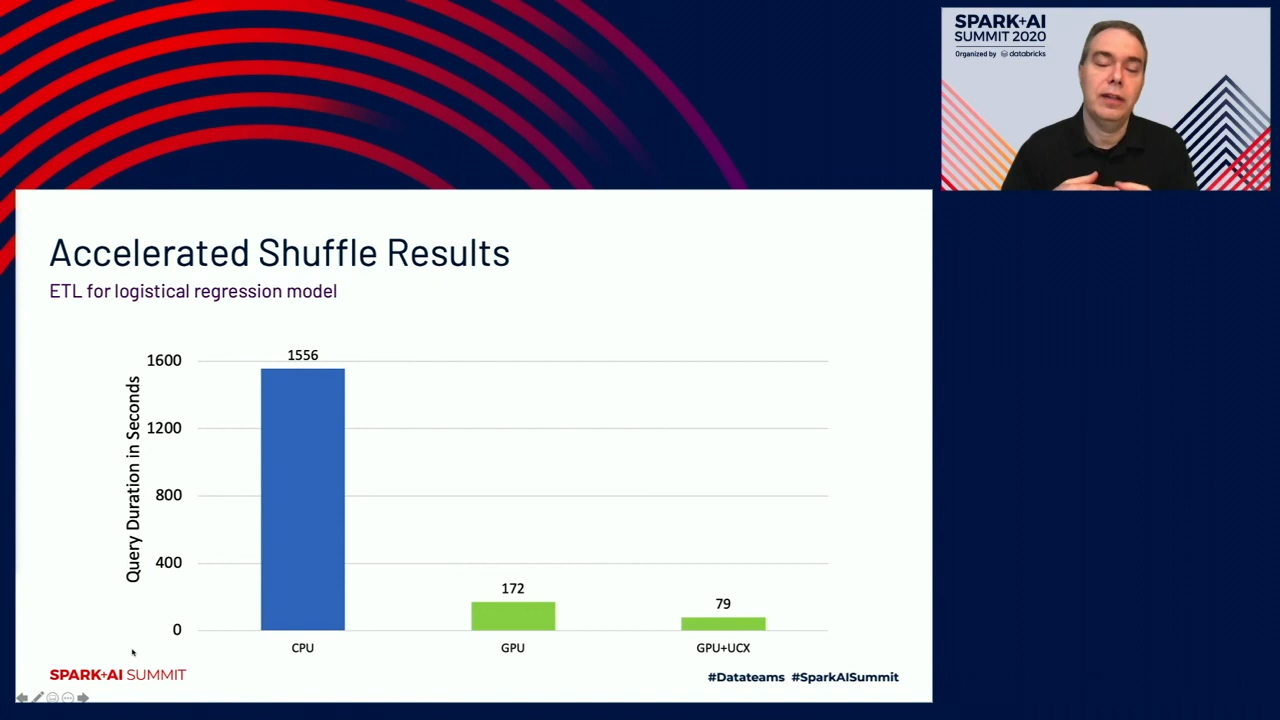 SPARK+AI
SUMMIT 2020
Organized by databricks
Accelerated Shuffle Results
ETL for logistical regression model
Query Duration in Seconds
1600
1200
800
400
0
1556
172
79
CPU
GPU
GPU+UCX
SPARK+AI SUMMIT
#Datateams #SparkAISummit